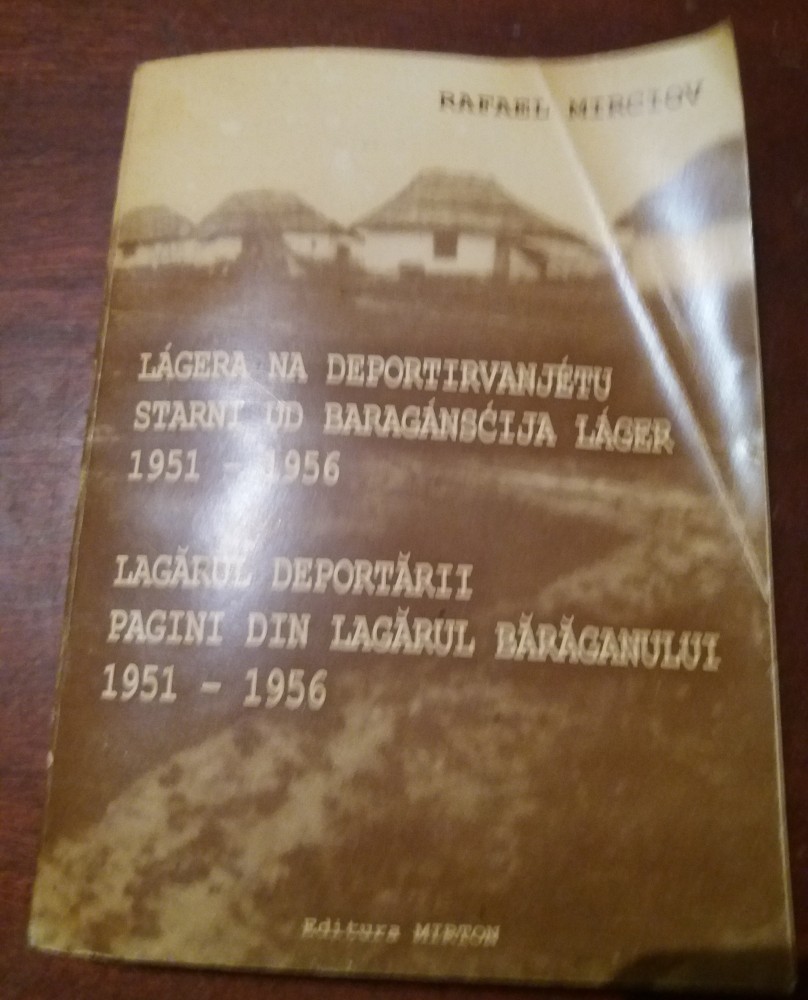 RAFAEL MIRCIOV
LÁGERA NA DEPORTIRVANJÉTU
STARNI UD BARAGÁNSĆIJA LÁGER
1951 - 1956
LAGĂRUL DEPORTĂRII
PAGINI DIN LAGĂRUL BĂRĂGANULUI
1951 - 1956
Editura MIRTON